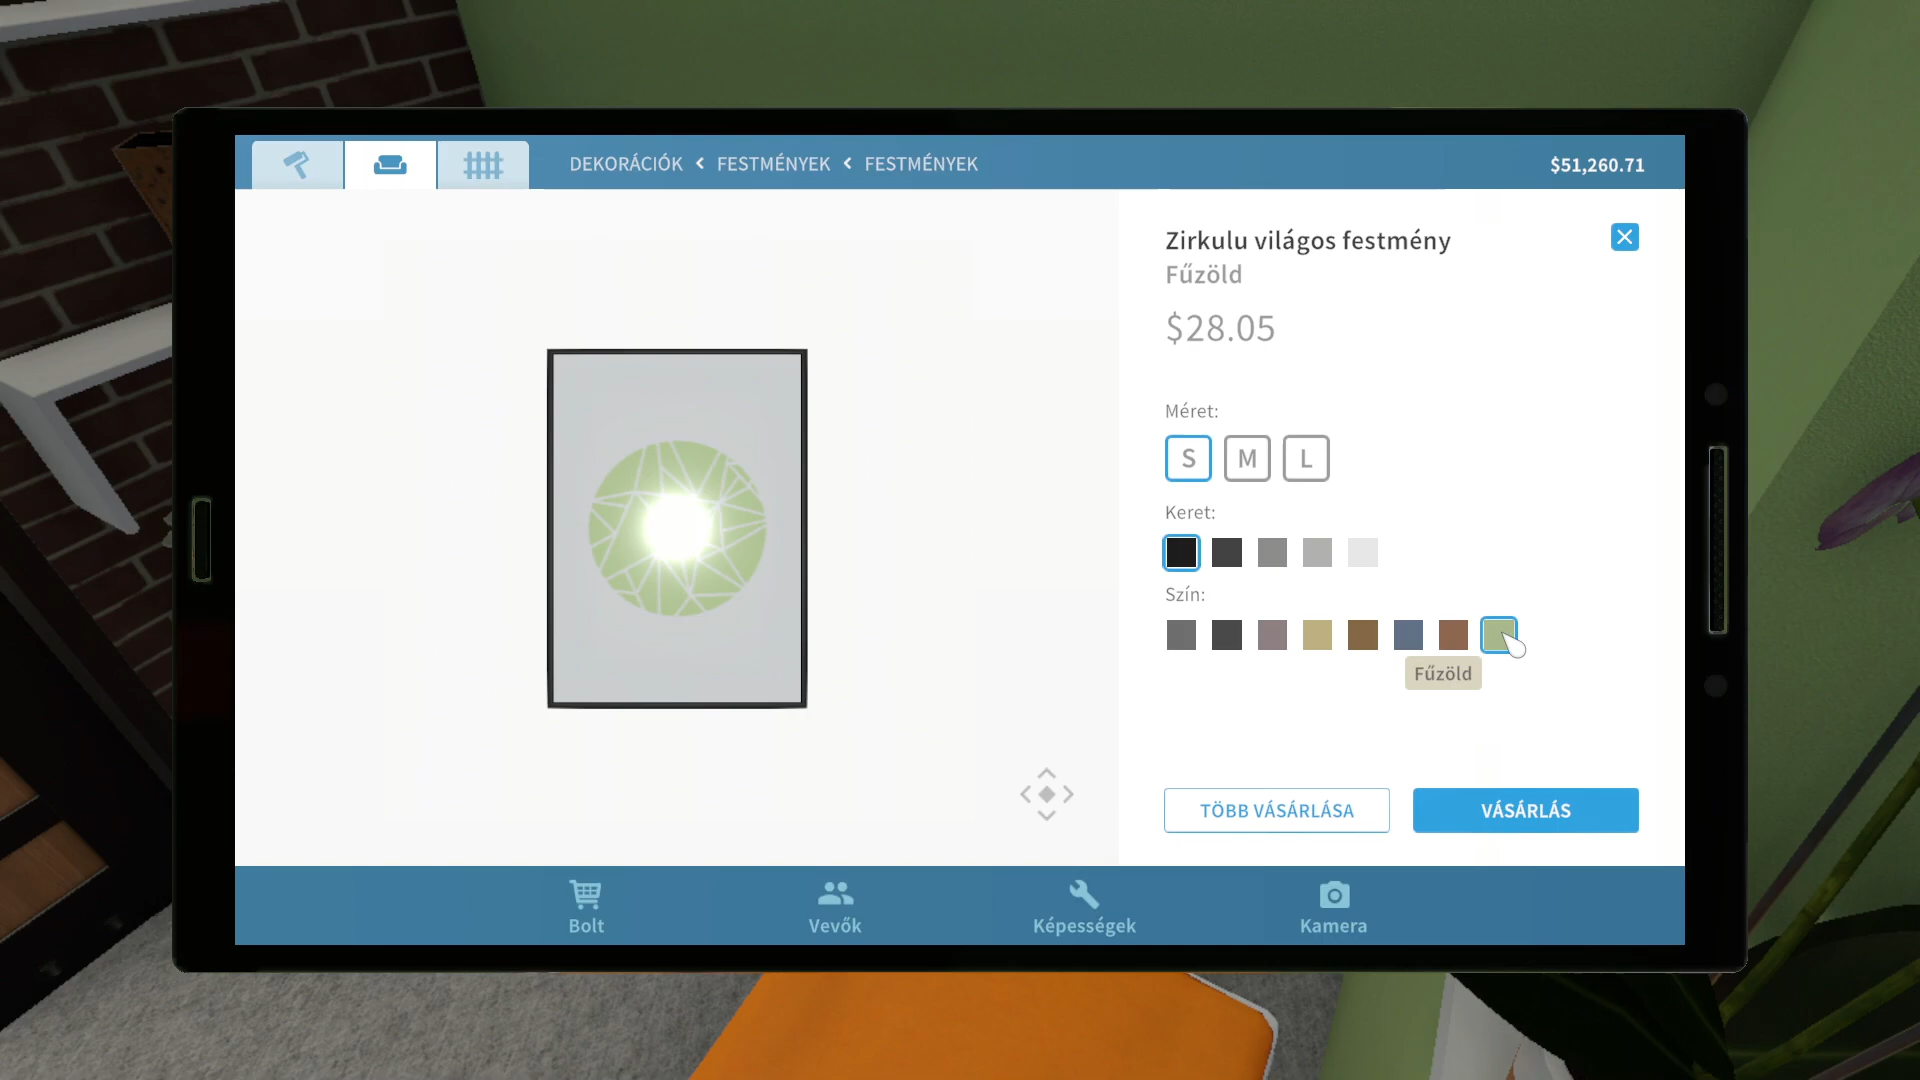 DEKORÁCIÓK < FESTMÉNYEK < FESTMÉNYEK
$51,260.71
Zirkulu világos festmény
Fűzöld
$28.05
Méret:
S M L
Keret:
Szín:
Fűzöld
TÖBB VÁSÁRLÁSA
VÁSÁRLÁS
Bolt
Vevők
Képességek
Kamera